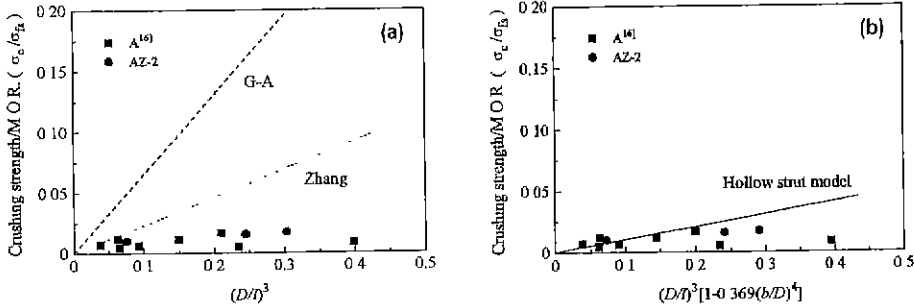 Crushing strength/M O R. ( σc /σfs)
0 20
0 15
0 10
0 05
0
0
0 1
0 2
0 3
0 4
0 5
(D/l)³
(a)
A[6]
AZ-2
G-A
Zhang
Crushing strength/M O R. ( σc /σfs)
0 20
0 15
0 10
0 05
0
0
0 1
0 2
0 3
0 4
0 5
(D/l)³[1-0 369(b/D)⁴]
(b)
A[6]
AZ-2
Hollow strut model